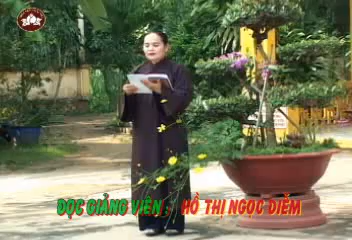 ĐỌC GIẢNG VIÊN - HỒ THỊ NGỌC DIỄM